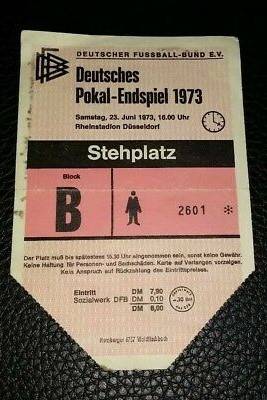 DEUTSCHER FUSSBALL-BUND E.V.
DFB
Deutsches
Pokal-Endspiel 1973
Samstag, 23. Juni 1973, 16.00 Uhr
Rheinstadion Düsseldorf
Stehplatz
Block
B
2601 *
Der Platz muß bis spätestens 15.30 Uhr eingenommen sein, sonst keine Gewähr.
Keine Haftung für Personen- und Sachschäden. Karte auf Verlangen vorzeigen.
Kein Anspruch auf Rückzahlung des Eintrittspreises.
Eintritt DM 7,90
Sozialwerk DFB DM 0,10
DM 8,00